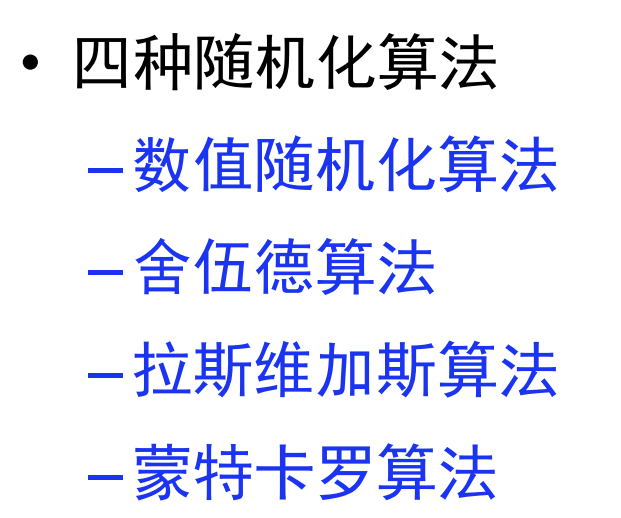 • 四种随机化算法
–数值随机化算法
–舍伍德算法
–拉斯维加斯算法
–蒙特卡罗算法